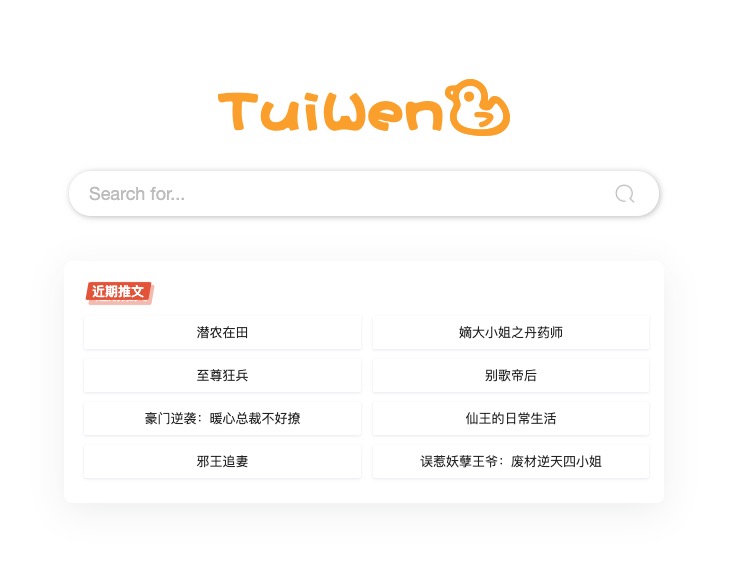 TuiWen
Search for...
近期推文
潜农在田
嫡大小姐之丹药师
至尊狂兵
别歌帝后
豪门逆袭：暖心总裁不好撩
仙王的日常生活
邪王追妻
误惹妖孽王爷：废材逆天四小姐